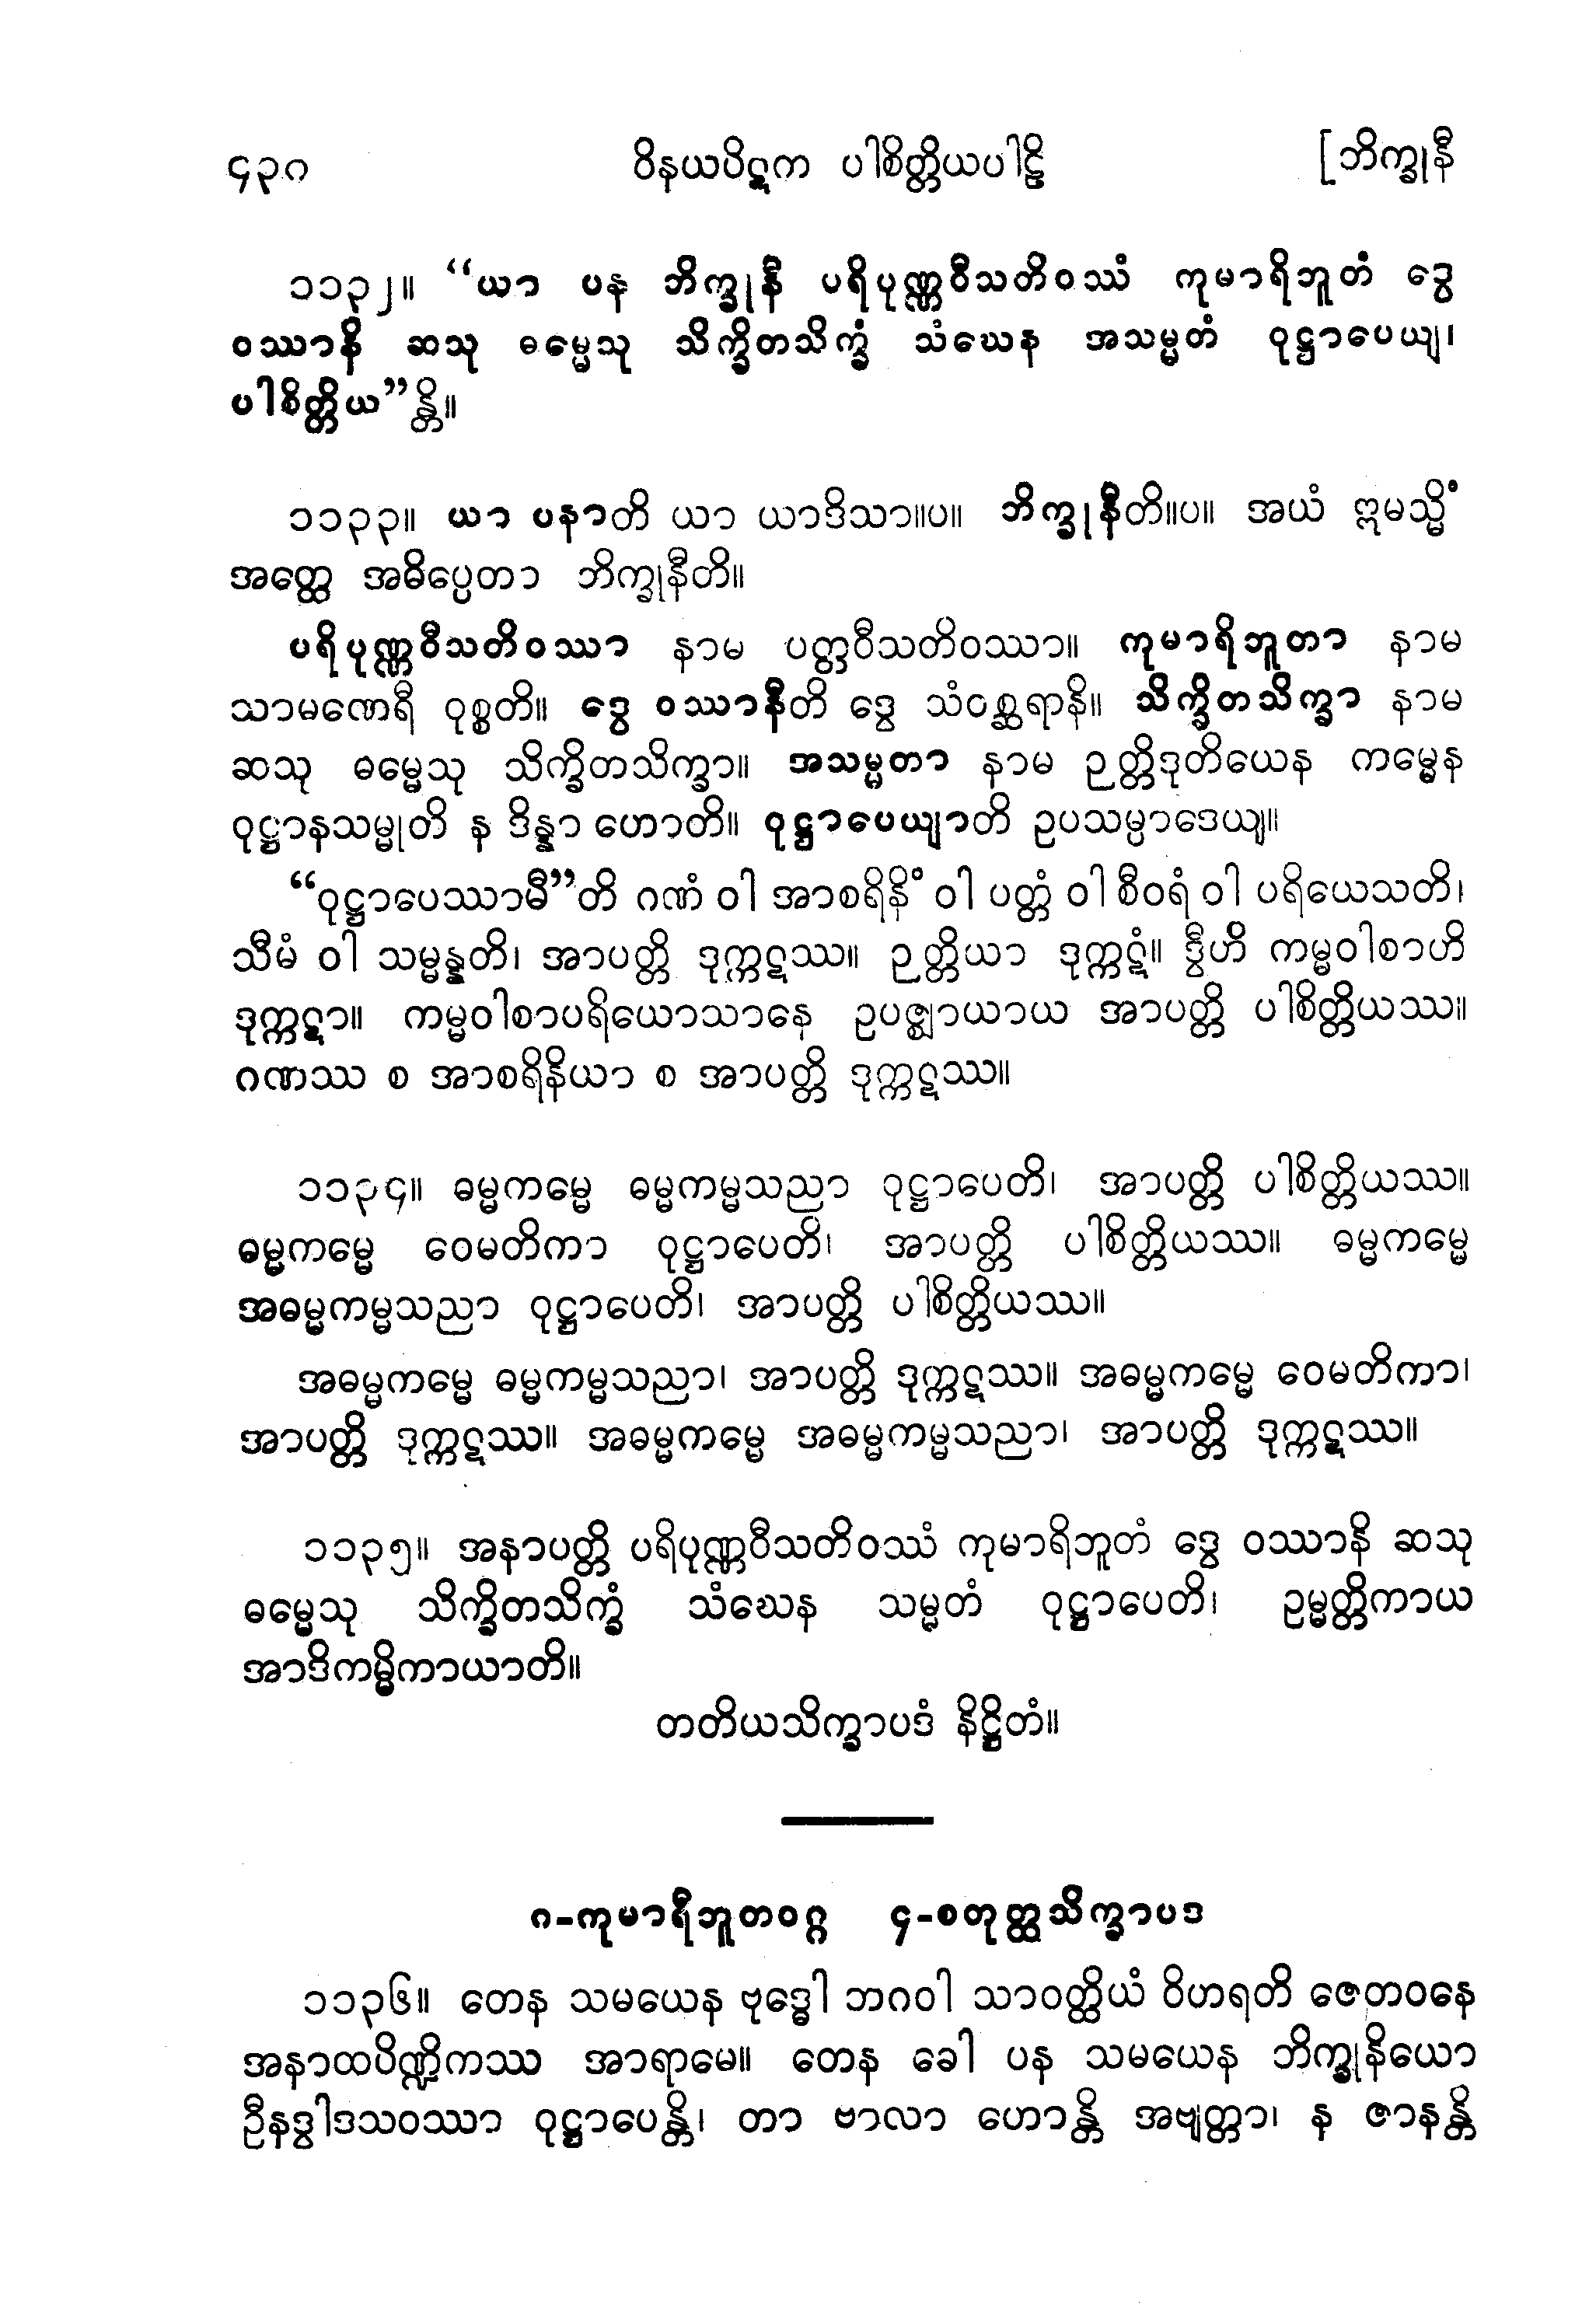 ၄၃၈ ဝိနယပိဋက ပါစိတ္တိယပါဠိ [ဘိက္ခုနီ
၁၁၃၂။ “ယာ ပန ဘိက္ခုနီ ပရိပုဏ္ဏဝီသတိဝဿံ ကုမာရိဘူတံ ဒွေ
ဝဿာနိ ဆသု ဓမ္မေသု သိက္ခိတသိက္ခံ သံဃေန အသမ္မတံ ဝုဋ္ဌာပေယျ၊
ပါစိတ္တိယ”န္တိ။
၁၁၃၃။ ယာ ပနာတိ ယာ ယာဒိသာ။ပ။ ဘိက္ခုနီတိ။ပ။ အယံ ဣမသ္မိံ
အတ္ထေ အဓိပ္ပေတာ ဘိက္ခုနီတိ။
ပရိပုဏ္ဏဝီသတိဝဿာ နာမ ပတ္တဝီသတိဝဿာ။ ကုမာရိဘူတာ နာမ
သာမဏေရီ ဝုစ္စတိ။ ဒွေ ဝဿာနီတိ ဒွေ သံဝစ္ဆရာနိ။ သိက္ခိတသိက္ခာ နာမ
ဆသု ဓမ္မေသု သိက္ခိတသိက္ခာ။ အသမ္မတာ နာမ ဉတ္တိဒုတိယေန ကမ္မေန
ဝုဋ္ဌာနသမ္မုတိ န ဒိန္နာ ဟောတိ။ ဝုဋ္ဌာပေယျာတိ ဥပသမ္ပာဒေယျ။
“ဝုဋ္ဌာပေဿာမီ”တိ ဂဏံ ဝါ အာစရိနိံ ဝါ ပတ္တံ ဝါ စီဝရံ ဝါ ပရိယေသတိ၊
သီမံ ဝါ သမ္မန္နတိ၊ အာပတ္တိ ဒုက္ကဋဿ။ ဉတ္တိယာ ဒုက္ကဋံ။ ဒွီဟိ ကမ္မဝါစာဟိ
ဒုက္ကဋာ။ ကမ္မဝါစာပရိယောသာနေ ဥပဇ္ဈာယာယ အာပတ္တိ ပါစိတ္တိယဿ။
ဂဏဿ စ အာစရိနိယာ စ အာပတ္တိ ဒုက္ကဋဿ။
၁၁၃၄။ ဓမ္မကမ္မေ ဓမ္မကမ္မသညာ ဝုဋ္ဌာပေတိ၊ အာပတ္တိ ပါစိတ္တိယဿ။
ဓမ္မကမ္မေ ဝေမတိကာ ဝုဋ္ဌာပေတိ၊ အာပတ္တိ ပါစိတ္တိယဿ။ ဓမ္မကမ္မေ
အဓမ္မကမ္မသညာ ဝုဋ္ဌာပေတိ၊ အာပတ္တိ ပါစိတ္တိယဿ။
အဓမ္မကမ္မေ ဓမ္မကမ္မသညာ၊ အာပတ္တိ ဒုက္ကဋဿ။ အဓမ္မကမ္မေ ဝေမတိကာ၊
အာပတ္တိ ဒုက္ကဋဿ။ အဓမ္မကမ္မေ အဓမ္မကမ္မသညာ၊ အာပတ္တိ ဒုက္ကဋဿ။
၁၁၃၅။ အနာပတ္တိ ပရိပုဏ္ဏဝီသတိဝဿံ ကုမာရိဘူတံ ဒွေ ဝဿာနိ ဆသု
ဓမ္မေသု သိက္ခိတသိက္ခံ သံဃေန သမ္မတံ ဝုဋ္ဌာပေတိ၊ ဥမ္မတ္တိကာယ
အာဒိကမ္မိကာယာတိ။
တတိယသိက္ခာပဒံ နိဋ္ဌိတံ။
၈-ကုမာရီဘူတဝဂ္ဂ ၄-စတုတ္ထသိက္ခာပဒ
၁၁၃၆။ တေန သမယေန ဗုဒ္ဓေါ ဘဂဝါ သာဝတ္ထိယံ ဝိဟရတိ ဇေတဝနေ
အနာထပိဏ္ဍိကဿ အာရာမေ။ တေန ခေါ ပန သမယေန ဘိက္ခုနိယော
ဦနဒွါဒသဝဿာ ဝုဋ္ဌာပေန္တိ၊ တာ ဗာလာ ဟောန္တိ အဗျတ္တာ၊ န ဇာနန္တိ